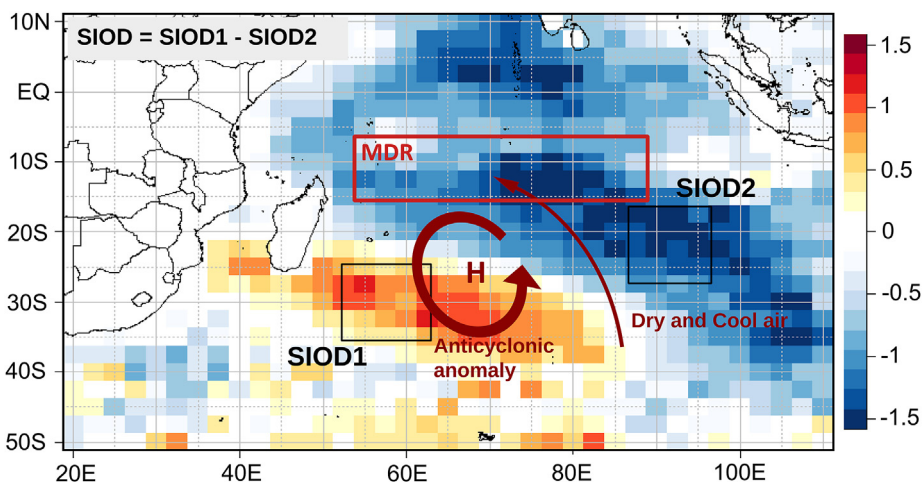 SIOD = SIOD1 - SIOD2
10N
EQ
10S
20S
30S
40S
50S
20E
40E
60E
80E
100E
MDR
SIOD2
H
SIOD1
Anticyclonic
anomaly
Dry and Cool air
1.5
1
0.5
0
-0.5
-1
-1.5